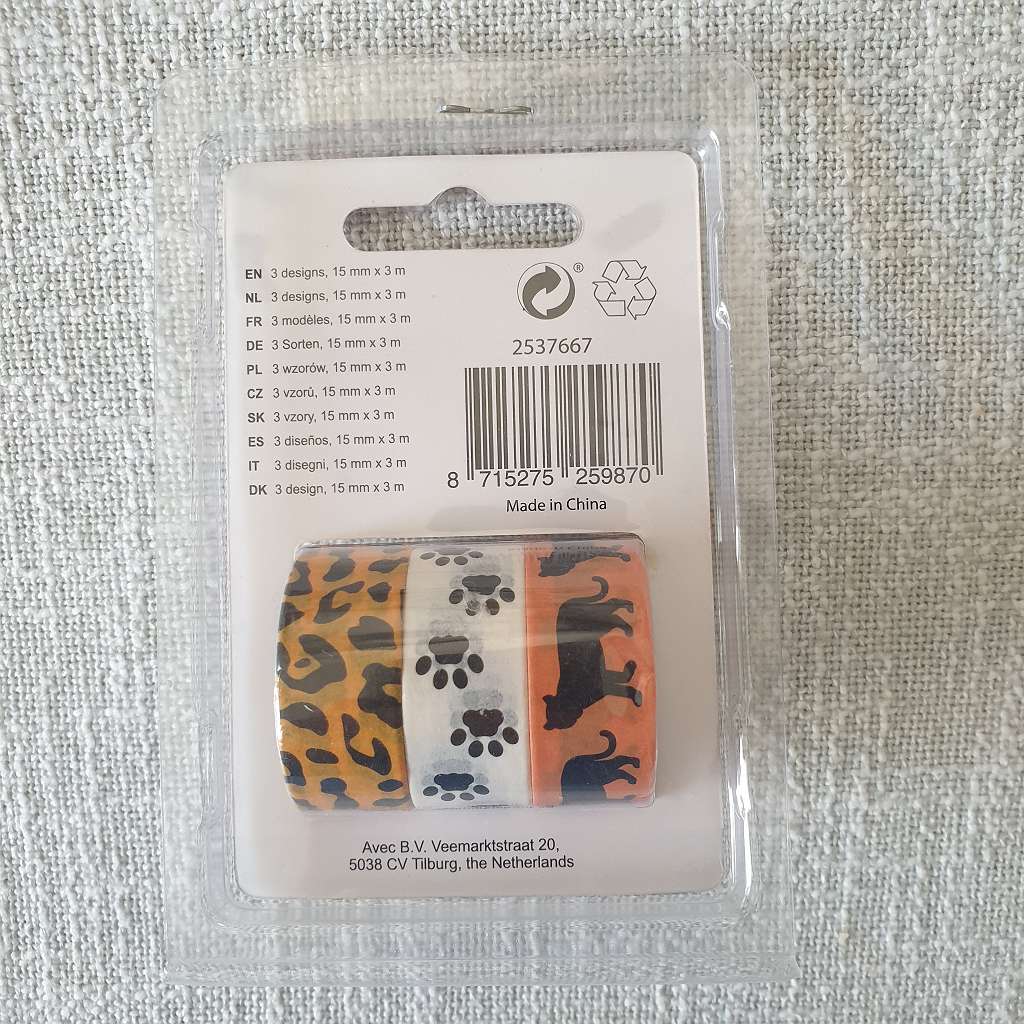 EN 3 designs, 15 mm x 3 m
NL 3 designs, 15 mm x 3 m
FR 3 modèles, 15 mm x 3 m
DE 3 Sorten, 15 mm x 3 m
PL 3 wzorów, 15 mm x 3 m
CZ 3 vzorů, 15 mm x 3 m
SK 3 vzory, 15 mm x 3 m
ES 3 diseños, 15 mm x 3 m
IT 3 disegni, 15 mm x 3 m
DK 3 design, 15 mm x 3 m
®
2537667
8 715275 259870
Made in China
Avec B.V. Veemarktstraat 20,
5038 CV Tilburg, the Netherlands